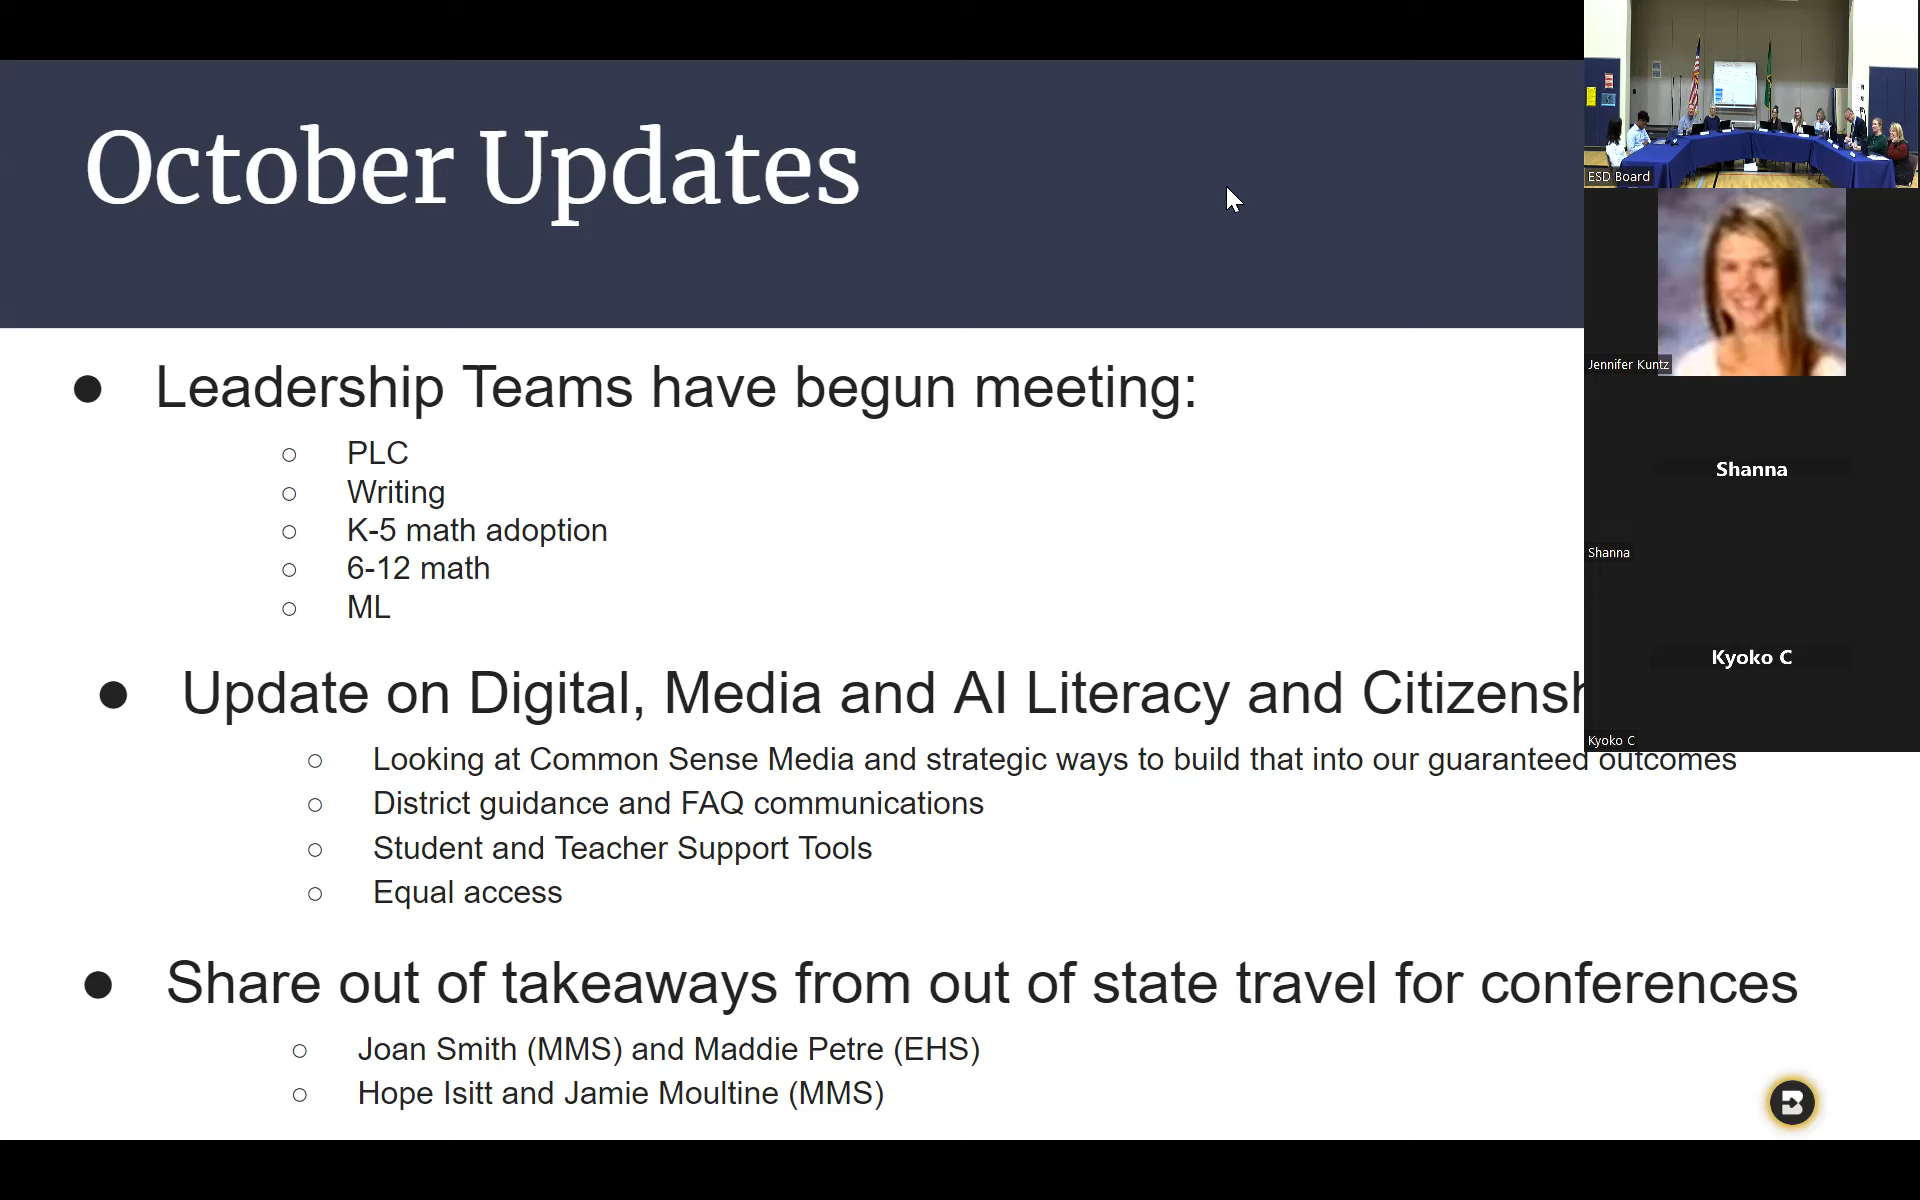 October Updates
Leadership Teams have begun meeting:
PLC
Writing
K-5 math adoption
6-12 math
ML
Update on Digital, Media and AI Literacy and Citizensh
Looking at Common Sense Media and strategic ways to build that into our guaranteed outcomes
District guidance and FAQ communications
Student and Teacher Support Tools
Equal access
Share out of takeaways from out of state travel for conferences
Joan Smith (MMS) and Maddie Petre (EHS)
Hope Isitt and Jamie Moultine (MMS)
ESD Board
Jennifer Kuntz
Shanna
Shanna
Kyoko C
Kyoko C